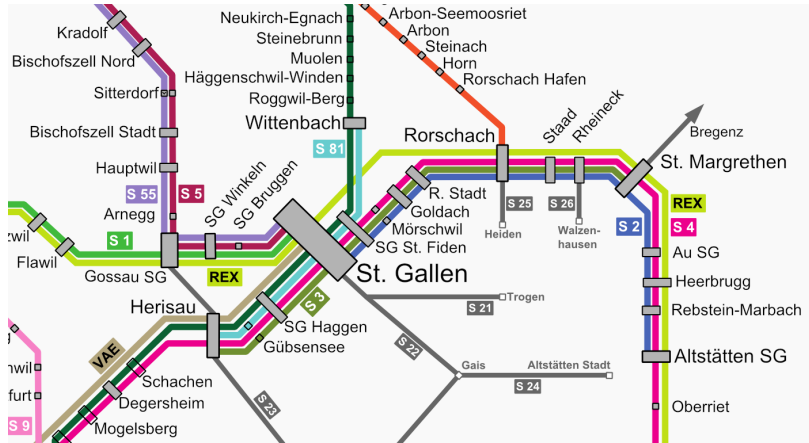 Neukirch-Egnach
Arbon-Seemoosriet
Kradolf
Steinebrunn
Arbon
Bischofszell Nord
Muolen
Steinach
Häggenschwil-Winden
Horn
Sitterdorf
Roggwil-Berg
Rorschach Hafen
Bischofszell Stadt
Wittenbach
Rorschach
Staad
Rheineck
Bregenz
S 81
Hauptwil
St. Margrethen
S 55
S 5
SG Winkeln
SG Bruggen
R. Stadt
S 25
S 26
REX
Arnegg
Goldach
Mörschwil
S 2
S 4
S 1
Heiden
Walzen-
hausen
zwil
Flawil
Gossau SG
REX
SG St. Fiden
Au SG
St. Gallen
Heerbrugg
Herisau
S 3
Trogen
S 21
Rebstein-Marbach
SG Haggen
Gübsensee
S 22
VAE
Gais
Altstätten Stadt
Altstätten SG
S 24
nwil
Schachen
furt
Degersheim
S 23
Oberriet
S 9
Mogelsberg